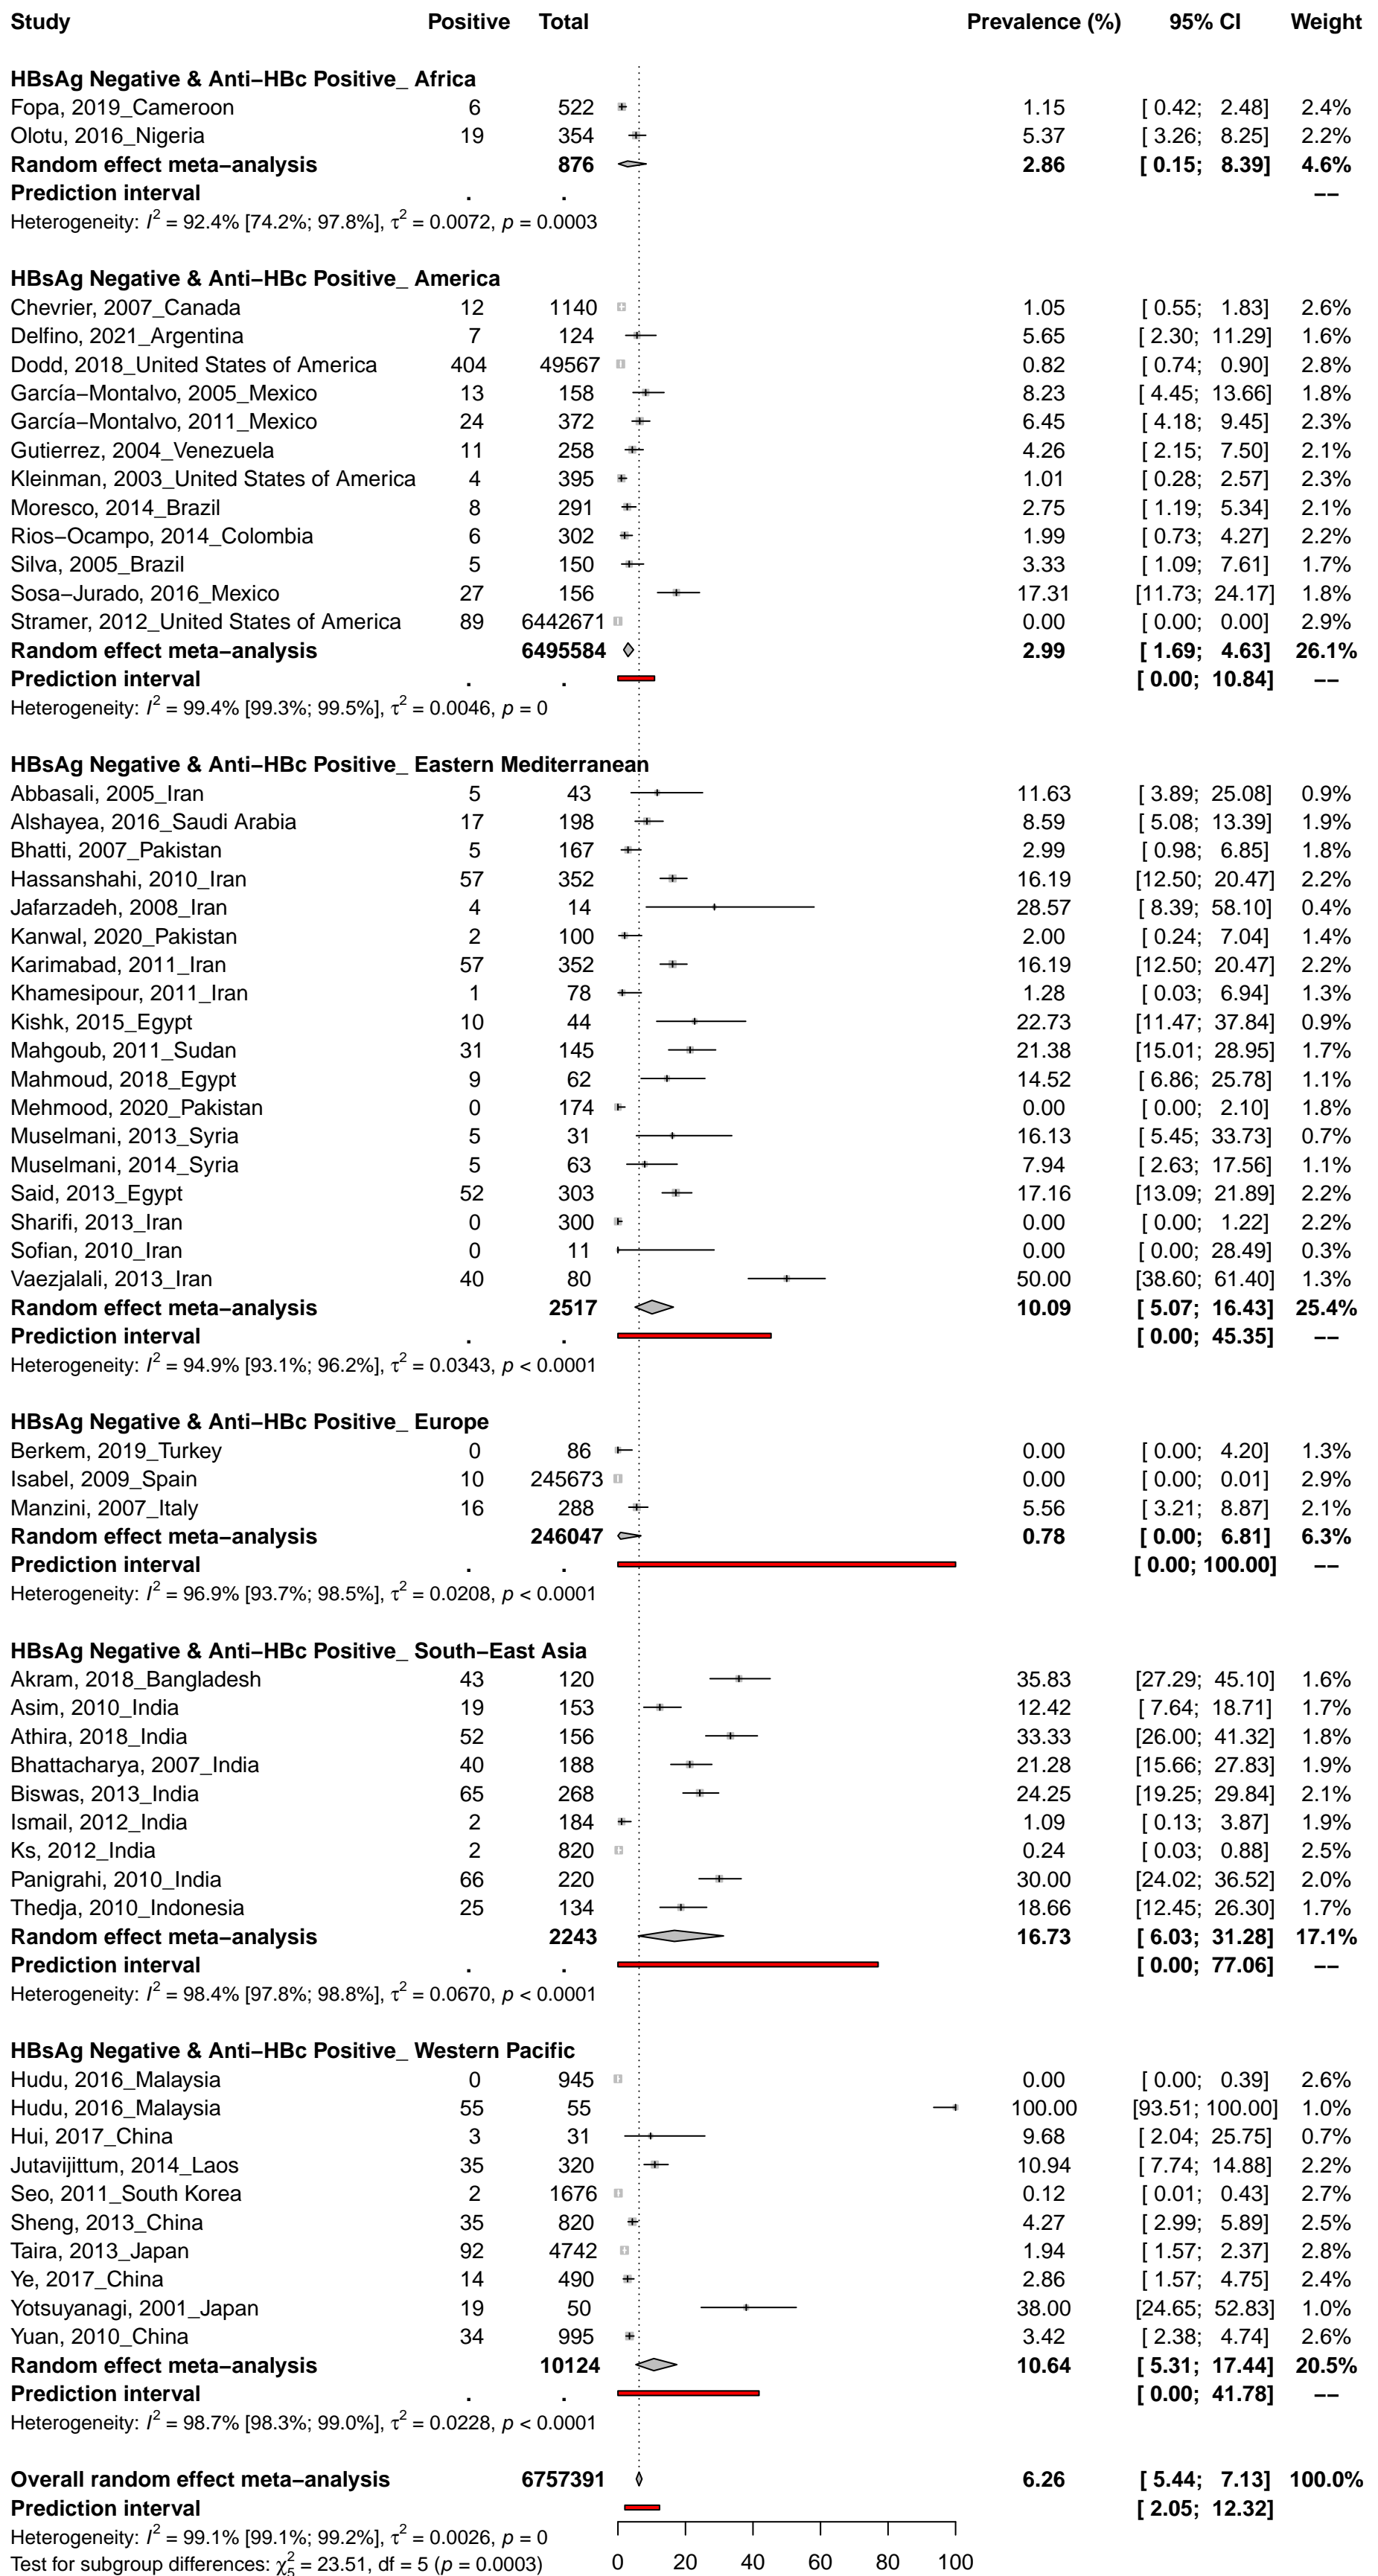 Study Positive Total Prevalence (%) 95% CI Weight
HBsAg Negative & Anti−HBc Positive_ Africa
Fopa, 2019_Cameroon 6 522 1.15 [ 0.42; 2.48] 2.4%
Olotu, 2016_Nigeria 19 354 5.37 [ 3.26; 8.25] 2.2%
Random effect meta−analysis 876 2.86 [ 0.15; 8.39] 4.6%
Prediction interval . . −−
Heterogeneity: I² = 92.4% [74.2%; 97.8%], τ² = 0.0072, p = 0.0003
HBsAg Negative & Anti−HBc Positive_ America
Chevrier, 2007_Canada 12 1140 1.05 [ 0.55; 1.83] 2.6%
Delfino, 2021_Argentina 7 124 5.65 [ 2.30; 11.29] 1.6%
Dodd, 2018_United States of America 404 49567 0.82 [ 0.74; 0.90] 2.8%
García−Montalvo, 2005_Mexico 13 158 8.23 [ 4.45; 13.66] 1.8%
García−Montalvo, 2011_Mexico 24 372 6.45 [ 4.18; 9.45] 2.3%
Gutierrez, 2004_Venezuela 11 258 4.26 [ 2.15; 7.50] 2.1%
Kleinman, 2003_United States of America 4 395 1.01 [ 0.28; 2.57] 2.3%
Moresco, 2014_Brazil 8 291 2.75 [ 1.19; 5.34] 2.1%
Rios−Ocampo, 2014_Colombia 6 302 1.99 [ 0.73; 4.27] 2.2%
Silva, 2005_Brazil 5 150 3.33 [ 1.09; 7.61] 1.7%
Sosa−Jurado, 2016_Mexico 27 156 17.31 [11.73; 24.17] 1.8%
Stramer, 2012_United States of America 89 6442671 0.00 [ 0.00; 0.00] 2.9%
Random effect meta−analysis 6495584 2.99 [ 1.69; 4.63] 26.1%
Prediction interval . . [ 0.00; 10.84] −−
Heterogeneity: I² = 99.4% [99.3%; 99.5%], τ² = 0.0046, p = 0
HBsAg Negative & Anti−HBc Positive_ Eastern Mediterranean
Abbasali, 2005_Iran 5 43 11.63 [ 3.89; 25.08] 0.9%
Alshayea, 2016_Saudi Arabia 17 198 8.59 [ 5.08; 13.39] 1.9%
Bhatti, 2007_Pakistan 5 167 2.99 [ 0.98; 6.85] 1.8%
Hassanshahi, 2010_Iran 57 352 16.19 [12.50; 20.47] 2.2%
Jafarzadeh, 2008_Iran 4 14 28.57 [ 8.39; 58.10] 0.4%
Kanwal, 2020_Pakistan 2 100 2.00 [ 0.24; 7.04] 1.4%
Karimabad, 2011_Iran 57 352 16.19 [12.50; 20.47] 2.2%
Khamesipour, 2011_Iran 1 78 1.28 [ 0.03; 6.94] 1.3%
Kishk, 2015_Egypt 10 44 22.73 [11.47; 37.84] 0.9%
Mahgoub, 2011_Sudan 31 145 21.38 [15.01; 28.95] 1.7%
Mahmoud, 2018_Egypt 9 62 14.52 [ 6.86; 25.78] 1.1%
Mehmood, 2020_Pakistan 0 174 0.00 [ 0.00; 2.10] 1.8%
Muselmani, 2013_Syria 5 31 16.13 [ 5.45; 33.73] 0.7%
Muselmani, 2014_Syria 5 63 7.94 [ 2.63; 17.56] 1.1%
Said, 2013_Egypt 52 303 17.16 [13.09; 21.89] 2.2%
Sharifi, 2013_Iran 0 300 0.00 [ 0.00; 1.22] 2.2%
Sofian, 2010_Iran 0 11 0.00 [ 0.00; 28.49] 0.3%
Vaezjalali, 2013_Iran 40 80 50.00 [38.60; 61.40] 1.3%
Random effect meta−analysis 2517 10.09 [ 5.07; 16.43] 25.4%
Prediction interval . . [ 0.00; 45.35] −−
Heterogeneity: I² = 94.9% [93.1%; 96.2%], τ² = 0.0343, p < 0.0001
HBsAg Negative & Anti−HBc Positive_ Europe
Berkem, 2019_Turkey 0 86 0.00 [ 0.00; 4.20] 1.3%
Isabel, 2009_Spain 10 245673 0.00 [ 0.00; 0.01] 2.9%
Manzini, 2007_Italy 16 288 5.56 [ 3.21; 8.87] 2.1%
Random effect meta−analysis 246047 0.78 [ 0.00; 6.81] 6.3%
Prediction interval . . [ 0.00; 100.00] −−
Heterogeneity: I² = 96.9% [93.7%; 98.5%], τ² = 0.0208, p < 0.0001
HBsAg Negative & Anti−HBc Positive_ South−East Asia
Akram, 2018_Bangladesh 43 120 35.83 [27.29; 45.10] 1.6%
Asim, 2010_India 19 153 12.42 [ 7.64; 18.71] 1.7%
Athira, 2018_India 52 156 33.33 [26.00; 41.32] 1.8%
Bhattacharya, 2007_India 40 188 21.28 [15.66; 27.83] 1.9%
Biswas, 2013_India 65 268 24.25 [19.25; 29.84] 2.1%
Ismail, 2012_India 2 184 1.09 [ 0.13; 3.87] 1.9%
Ks, 2012_India 2 820 0.24 [ 0.03; 0.88] 2.5%
Panigrahi, 2010_India 66 220 30.00 [24.02; 36.52] 2.0%
Thedja, 2010_Indonesia 25 134 18.66 [12.45; 26.30] 1.7%
Random effect meta−analysis 2243 16.73 [ 6.03; 31.28] 17.1%
Prediction interval . . [ 0.00; 77.06] −−
Heterogeneity: I² = 98.4% [97.8%; 98.8%], τ² = 0.0670, p < 0.0001
HBsAg Negative & Anti−HBc Positive_ Western Pacific
Hudu, 2016_Malaysia 0 945 0.00 [ 0.00; 0.39] 2.6%
Hudu, 2016_Malaysia 55 55 100.00 [93.51; 100.00] 1.0%
Hui, 2017_China 3 31 9.68 [ 2.04; 25.75] 0.7%
Jutavijittum, 2014_Laos 35 320 10.94 [ 7.74; 14.88] 2.2%
Seo, 2011_South Korea 2 1676 0.12 [ 0.01; 0.43] 2.7%
Sheng, 2013_China 35 820 4.27 [ 2.99; 5.89] 2.5%
Taira, 2013_Japan 92 4742 1.94 [ 1.57; 2.37] 2.8%
Ye, 2017_China 14 490 2.86 [ 1.57; 4.75] 2.4%
Yotsuyanagi, 2001_Japan 19 50 38.00 [24.65; 52.83] 1.0%
Yuan, 2010_China 34 995 3.42 [ 2.38; 4.74] 2.6%
Random effect meta−analysis 10124 10.64 [ 5.31; 17.44] 20.5%
Prediction interval . . [ 0.00; 41.78] −−
Heterogeneity: I² = 98.7% [98.3%; 99.0%], τ² = 0.0228, p < 0.0001
Overall random effect meta−analysis 6757391 6.26 [ 5.44; 7.13] 100.0%
Prediction interval [ 2.05; 12.32]
Heterogeneity: I² = 99.1% [99.1%; 99.2%], τ² = 0.0026, p = 0
Test for subgroup differences: χ²₅ = 23.51, df = 5 (p = 0.0003) 0 20 40 60 80 100